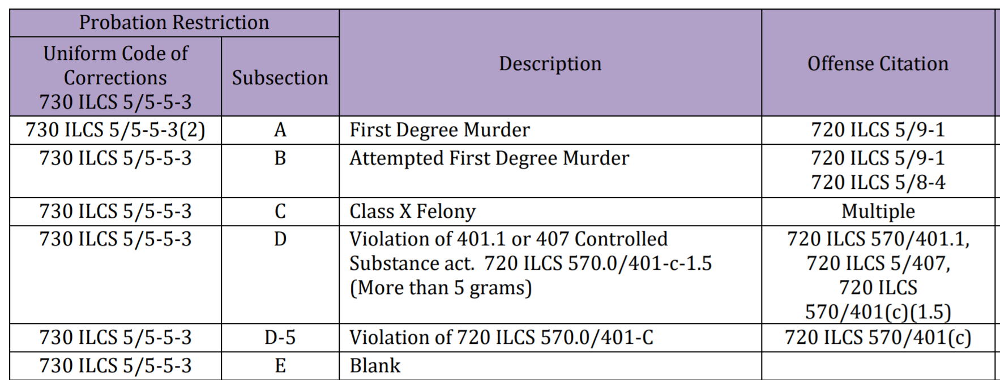 Probation Restriction
Uniform Code of
Corrections
730 ILCS 5/5-5-3
Subsection
Description
Offense Citation
730 ILCS 5/5-5-3(2) A First Degree Murder 720 ILCS 5/9-1
730 ILCS 5/5-5-3 B Attempted First Degree Murder 720 ILCS 5/9-1
720 ILCS 5/8-4
730 ILCS 5/5-5-3 C Class X Felony Multiple
730 ILCS 5/5-5-3 D Violation of 401.1 or 407 Controlled 720 ILCS 570/401.1,
Substance act.  720 ILCS 570.0/401-c-1.5 720 ILCS 5/407,
(More than 5 grams) 720 ILCS
570/401(c)(1.5)
730 ILCS 5/5-5-3 D-5 Violation of 720 ILCS 570.0/401-C 720 ILCS 570/401(c)
730 ILCS 5/5-5-3 E Blank